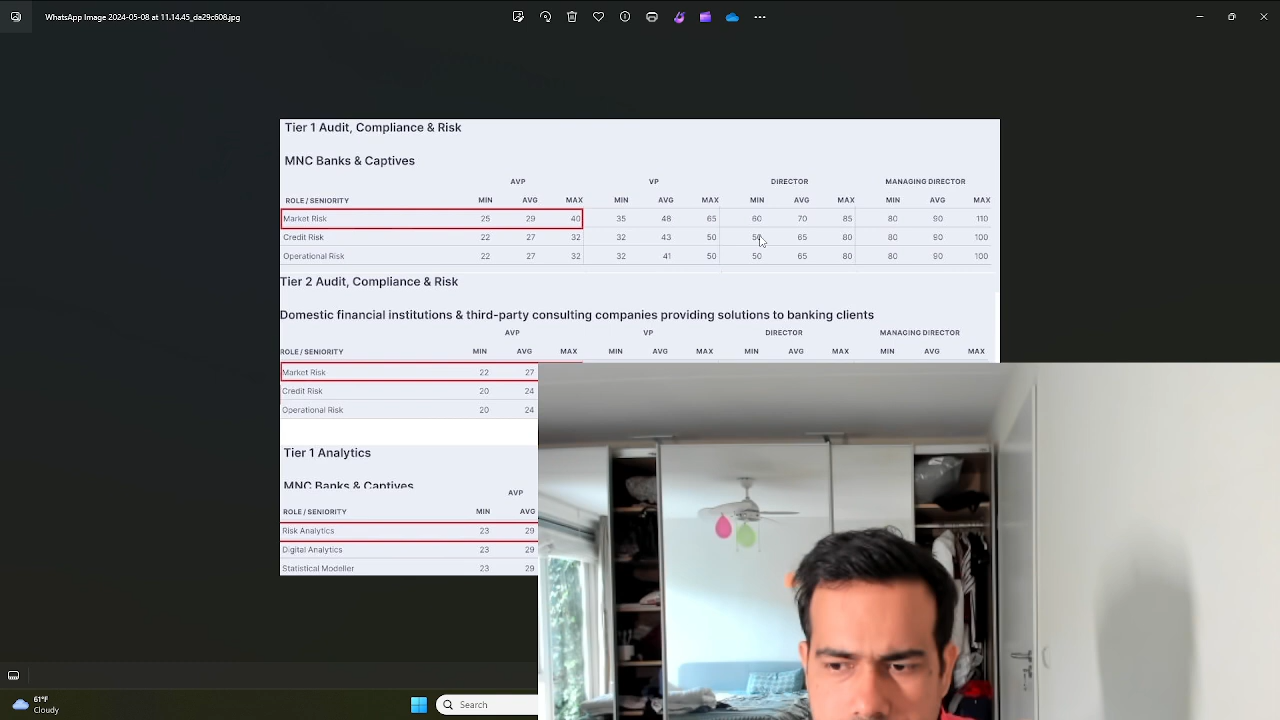 WhatsApp Image 2024-05-08 at 11.14.45_da29608b.jpg
Tier 1 Audit, Compliance & Risk
MNC Banks & Captives
AVP VP DIRECTOR MANAGING DIRECTOR
ROLE / SENIORITY MIN AVG MAX MIN AVG MAX MIN AVG MAX MIN AVG MAX
Market Risk 25 29 40 35 48 65 60 70 85 80 90 110
Credit Risk 22 27 32 32 43 50 50 65 80 80 90 100
Operational Risk 22 27 32 32 41 50 50 65 80 80 90 100
Tier 2 Audit, Compliance & Risk
Domestic financial institutions & third-party consulting companies providing solutions to banking clients
AVP VP DIRECTOR MANAGING DIRECTOR
ROLE / SENIORITY MIN AVG MAX MIN AVG MAX MIN AVG MAX MIN AVG MAX
Market Risk 22 27
Credit Risk 20 24
Operational Risk 20 24
Tier 1 Analytics
MNC Banks & Captives
AVP
ROLE / SENIORITY MIN AVG
Risk Analytics 23 29
Digital Analytics 23 29
Statistical Modeller 23 29
61°F
Cloudy
Search